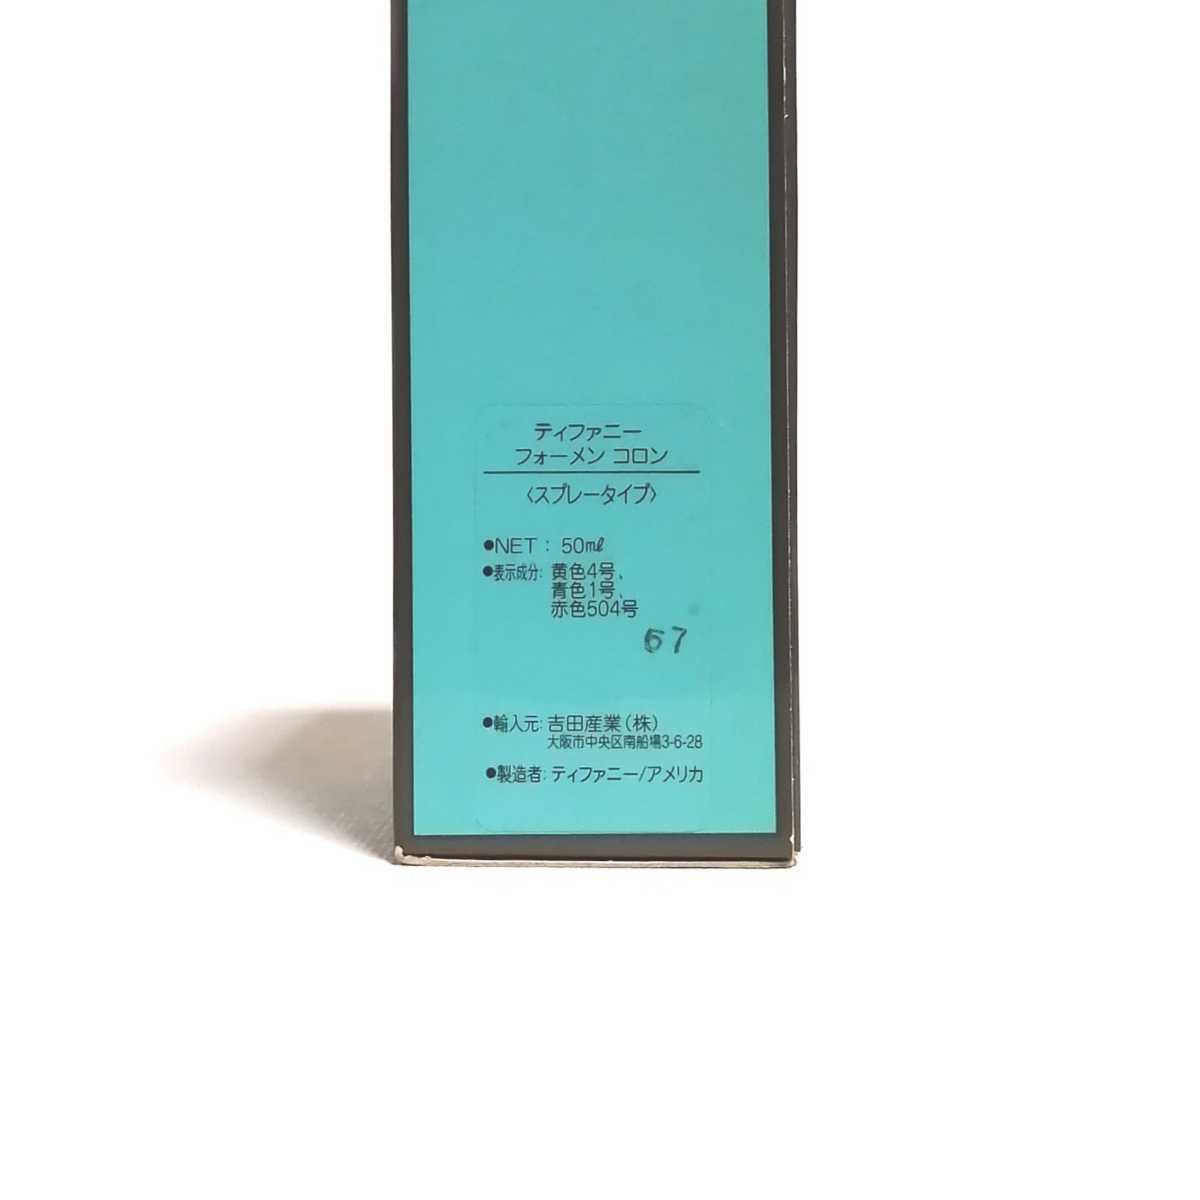 ティファニー
フォーメン コロン
〈スプレータイプ〉
●NET： 50㎖
●表示成分: 黄色4号、
青色1号、
赤色504号
67
●輸入元: 吉田産業(株)
大阪市中央区南船場3-6-28
●製造者: ティファニー/アメリカ